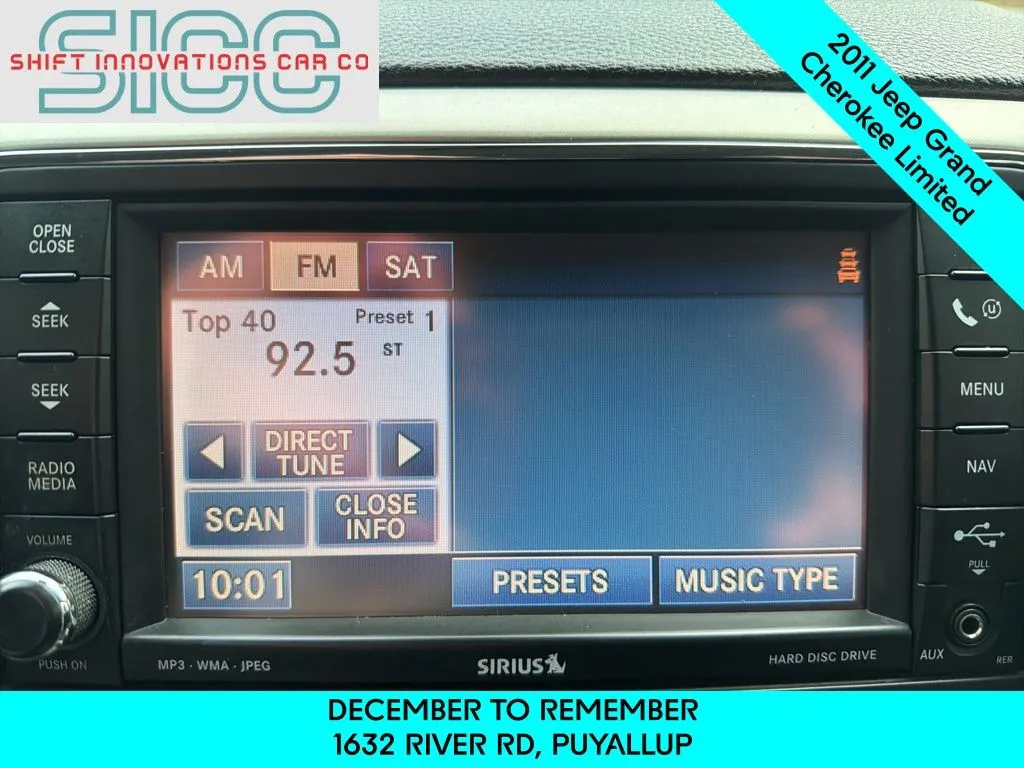 SICC
SHIFT INNOVATIONS CAR CO
2011 Jeep Grand
Cherokee Limited
OPEN
CLOSE
SEEK
SEEK
RADIO
MEDIA
VOLUME
PUSH ON
AM
FM
SAT
Top 40
Preset 1
92.5 ST
DIRECT
TUNE
SCAN
CLOSE
INFO
10:01
PRESETS
MUSIC TYPE
MP3 · WMA · JPEG
SIRIUS
HARD DISC DRIVE
u
MENU
NAV
PULL
AUX
RER
DECEMBER TO REMEMBER
1632 RIVER RD, PUYALLUP